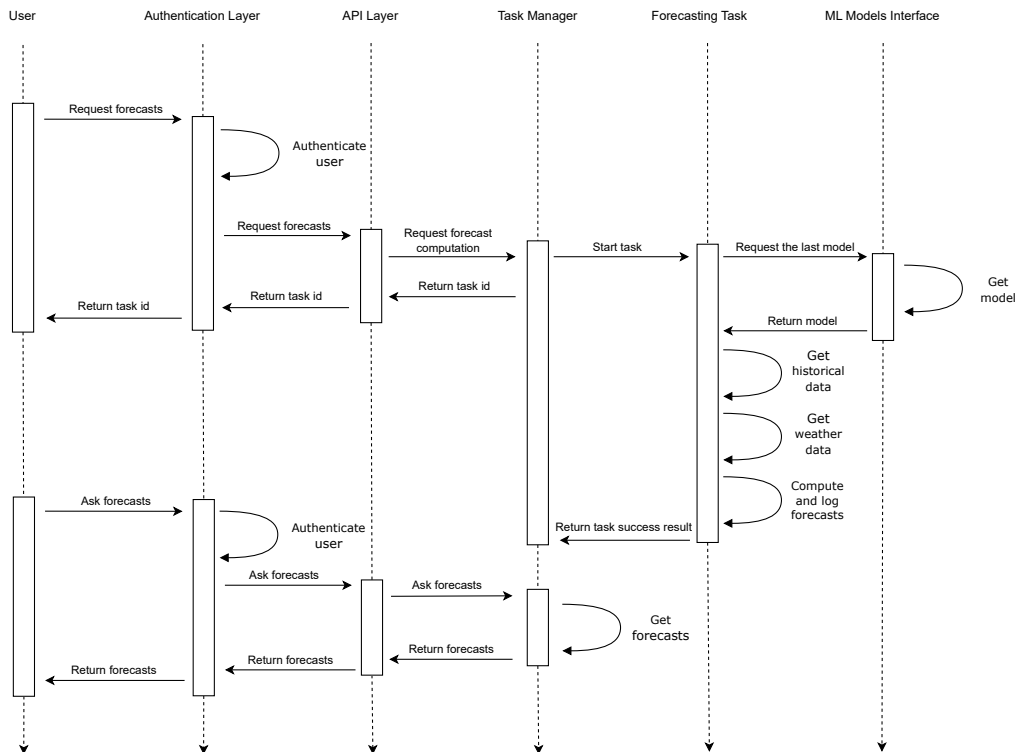 User
Authentication Layer
API Layer
Task Manager
Forecasting Task
ML Models Interface
Request forecasts
Authenticate
user
Request forecasts
Request forecast
computation
Start task
Request the last model
Get
model
Return task id
Return task id
Return task id
Return model
Get
historical
data
Get
weather
data
Compute
and log
forecasts
Return task success result
Ask forecasts
Authenticate
user
Ask forecasts
Ask forecasts
Get
forecasts
Return forecasts
Return forecasts
Return forecasts